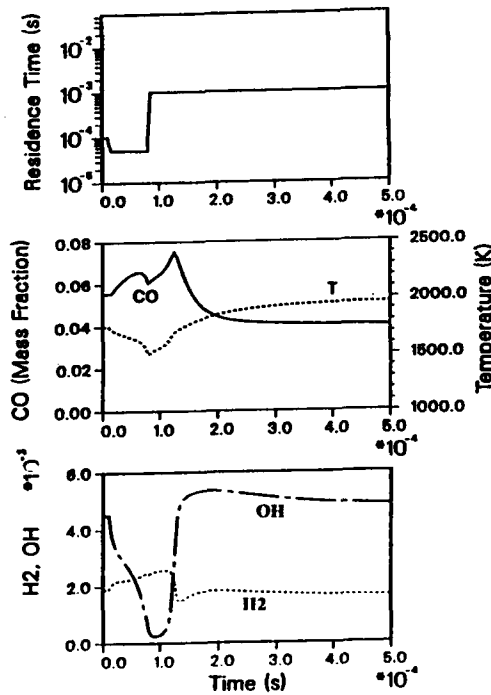 Residence Time (s)
10⁻²
10⁻³
10⁻⁴
10⁻⁵
0.0 1.0 2.0 3.0 4.0 5.0
*10⁻⁴
CO (Mass Fraction)
0.08
0.06
0.04
0.02
0.00
CO
T
2500.0
2000.0
1500.0
1000.0
Temperature (K)
0.0 1.0 2.0 3.0 4.0 5.0
*10⁻⁴
H2, OH
*10⁻³
6.0
4.0
2.0
0.0
OH
H2
0.0 1.0 2.0 3.0 4.0 5.0
Time (s)
*10⁻⁴